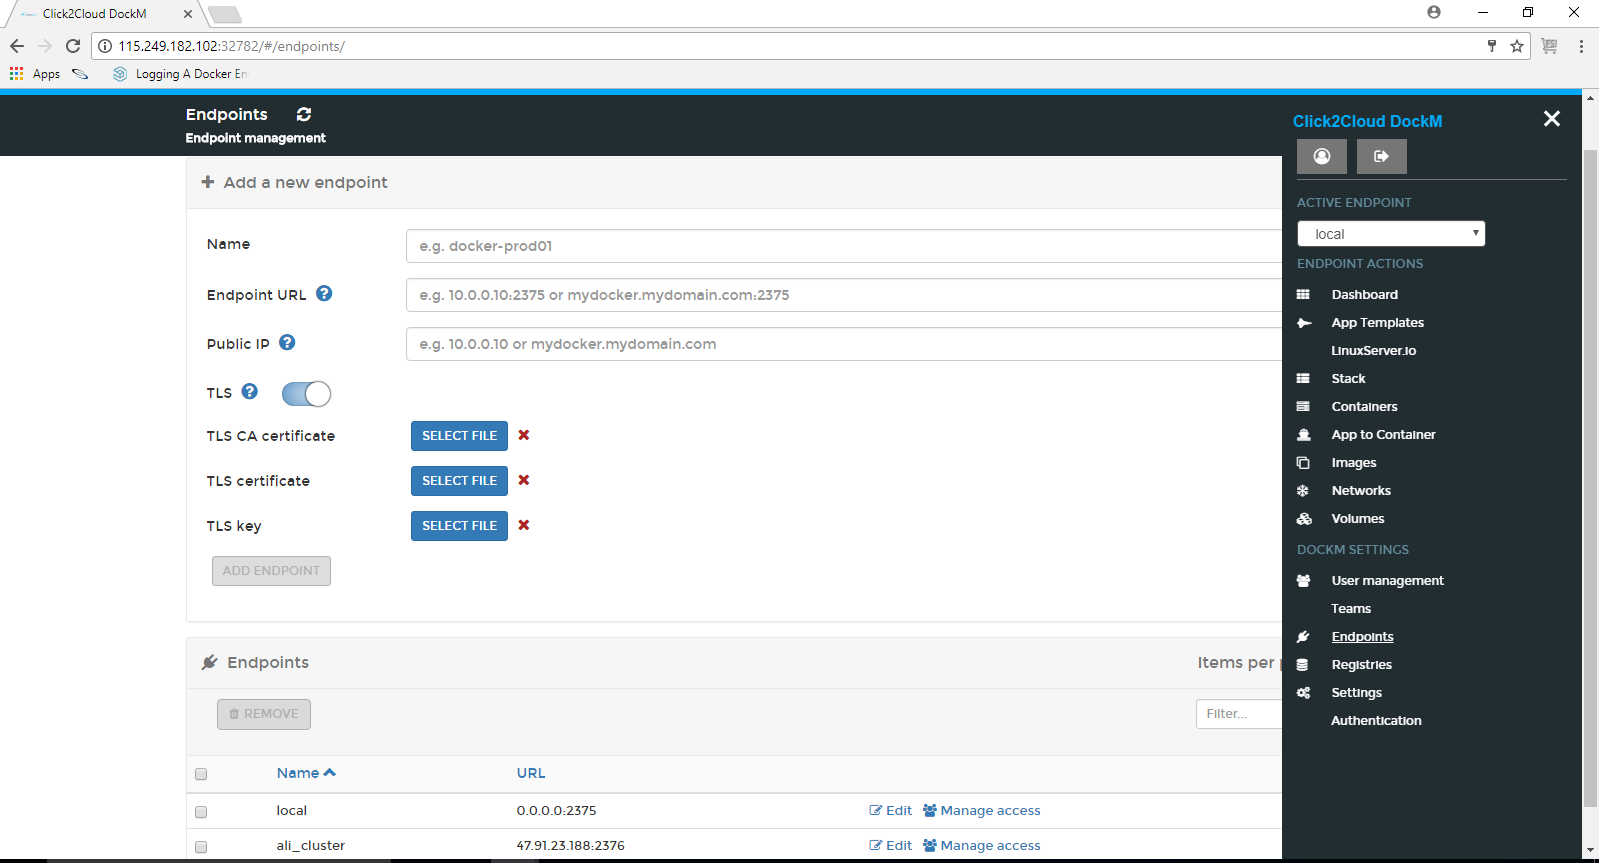 Click2Cloud DockM
115.249.182.102:32782/#/endpoints/
Apps
Logging A Docker En
Endpoints
Endpoint management
Add a new endpoint
Name
e.g. docker-prod01
Endpoint URL
e.g. 10.0.0.10:2375 or mydocker.mydomain.com:2375
Public IP
e.g. 10.0.0.10 or mydocker.mydomain.com
TLS
TLS CA certificate
SELECT FILE
TLS certificate
SELECT FILE
TLS key
SELECT FILE
ADD ENDPOINT
Endpoints
Items per
REMOVE
Filter...
Name
URL
local
0.0.0.0:2375
Edit
Manage access
ali_cluster
47.91.23.188:2376
Edit
Manage access
Click2Cloud DockM
ACTIVE ENDPOINT
local
ENDPOINT ACTIONS
Dashboard
App Templates
LinuxServer.io
Stack
Containers
App to Container
Images
Networks
Volumes
DOCKM SETTINGS
User management
Teams
Endpoints
Registries
Settings
Authentication